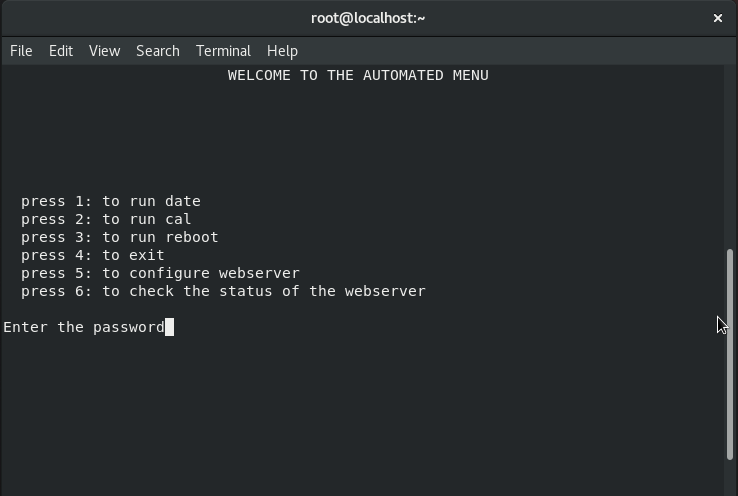 root@localhost:~
File Edit View Search Terminal Help
WELCOME TO THE AUTOMATED MENU
press 1: to run date
press 2: to run cal
press 3: to run reboot
press 4: to exit
press 5: to configure webserver
press 6: to check the status of the webserver
Enter the password